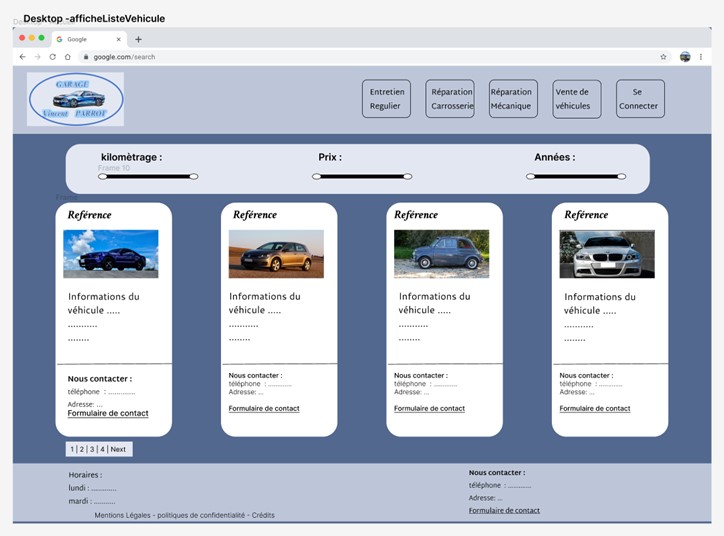 Desktop -afficheListeVehicule
Google
google.com/search
GARAGE
Vincent PARROT
Entretien
Regulier
Réparation
Carrosserie
Réparation
Mécanique
Vente de
véhicules
Se
Connecter
kilomètrage :
Prix :
Années :
Frame 10
Frame
Reférence
Informations du
véhicule .....
...........
........
Nous contacter :
téléphone : .............
Adresse: ...
Formulaire de contact
Reférence
Informations du
véhicule .....
...........
........
Nous contacter :
téléphone : .............
Adresse: ...
Formulaire de contact
Reférence
Informations du
véhicule .....
...........
........
Nous contacter :
téléphone : .............
Adresse: ...
Formulaire de contact
Reférence
Informations du
véhicule .....
...........
........
Nous contacter :
téléphone : .............
Adresse: ...
Formulaire de contact
1 | 2 | 3 | 4 | Next
Horaires :
lundi : .............
mardi : ...........
Nous contacter :
téléphone : .............
Adresse: ...
Formulaire de contact
Mentions Légales - politiques de confidentialité - Crédits